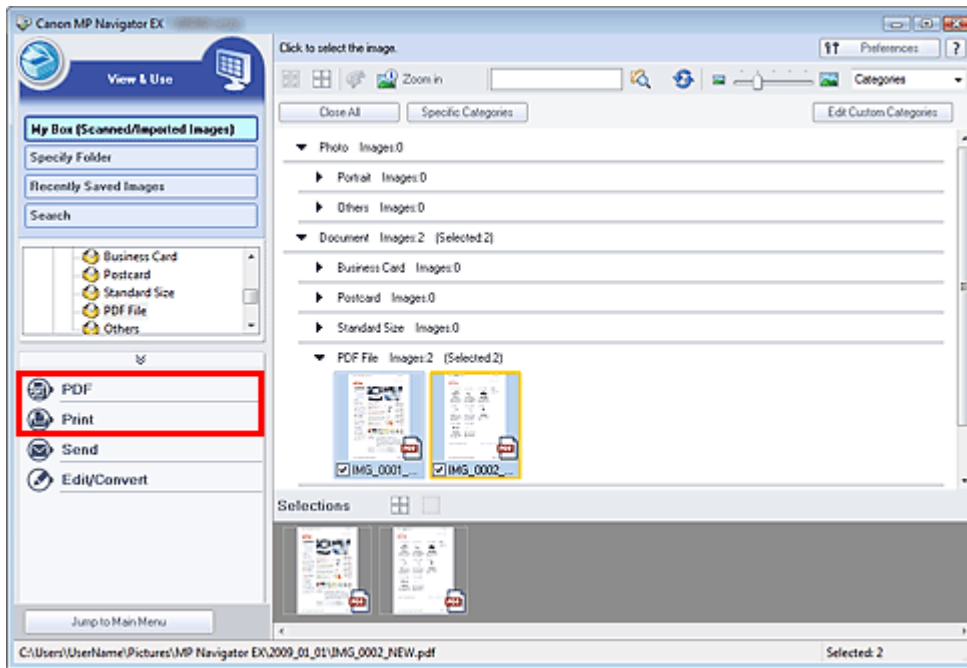 Canon MP Navigator EX
View & Use
My Box (Scanned/Imported Images)
Specify Folder
Recently Saved Images
Search
Business Card
Postcard
Standard Size
PDF File
Others
PDF
Print
Send
Edit/Convert
Jump to Main Menu
Click to select the image.
Preferences ?
Zoom in
Categories
Close All Specific Categories Edit Custom Categories
Photo Images:0
Portrait Images:0
Others Images:0
Document Images:2 (Selected:2)
Business Card Images:0
Postcard Images:0
Standard Size Images:0
PDF File Images:2 (Selected:2)
PDF PDF
IMG_0001_... IMG_0002_...
Selections
PDF PDF
C:\Users\UserName\Pictures\MP Navigator EX\2009_01_01\IMG_0002_NEW.pdf Selected: 2